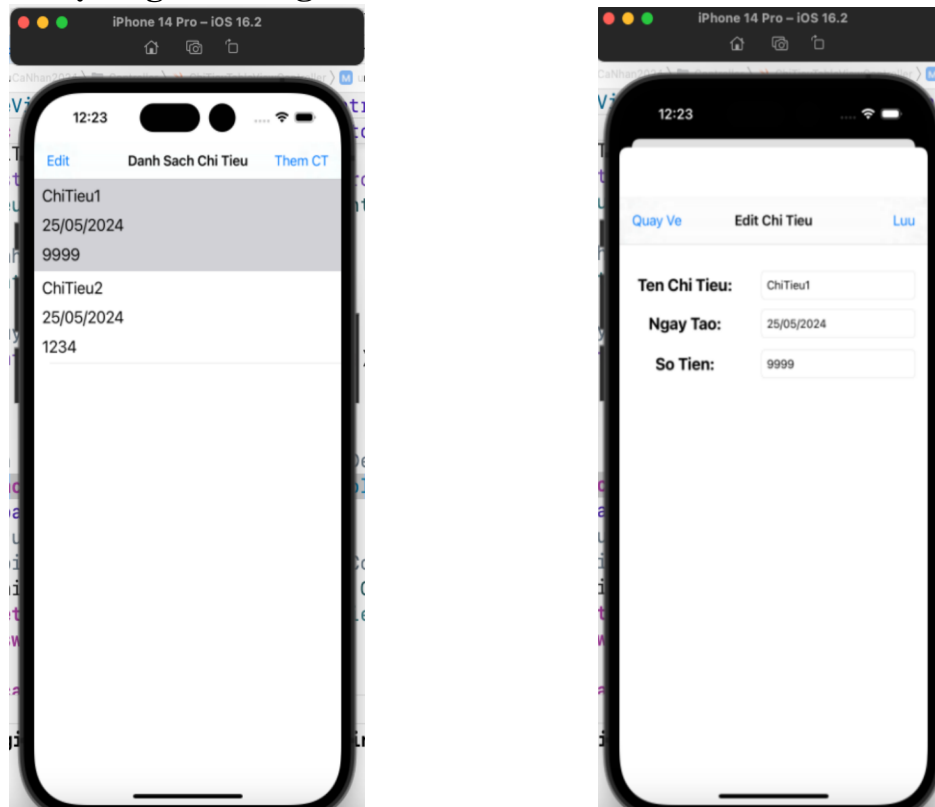 iPhone 14 Pro – iOS 16.2
12:23
Edit Danh Sach Chi Tieu Them CT
ChiTieu1
25/05/2024
9999
ChiTieu2
25/05/2024
1234
iPhone 14 Pro – iOS 16.2
12:23
Quay Ve Edit Chi Tieu Luu
Ten Chi Tieu: ChiTieu1
Ngay Tao: 25/05/2024
So Tien: 9999